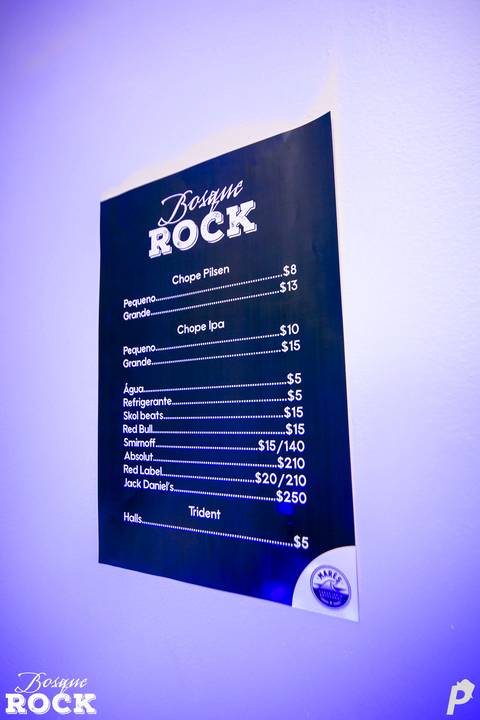 Bosque
ROCK
Chope Pilsen
Pequeno........................$8
Grande........................$13
Chope Ipa
Pequeno........................$10
Grande........................$15
Água........................$5
Refrigerante........................$5
Skol beats........................$15
Red Bull........................$15
Smirnoff........................$15/140
Absolut........................$210
Red Label........................$20/210
Jack Daniel's........................$250
Trident
Halls........................$5
MARÉS
Bosque
ROCK